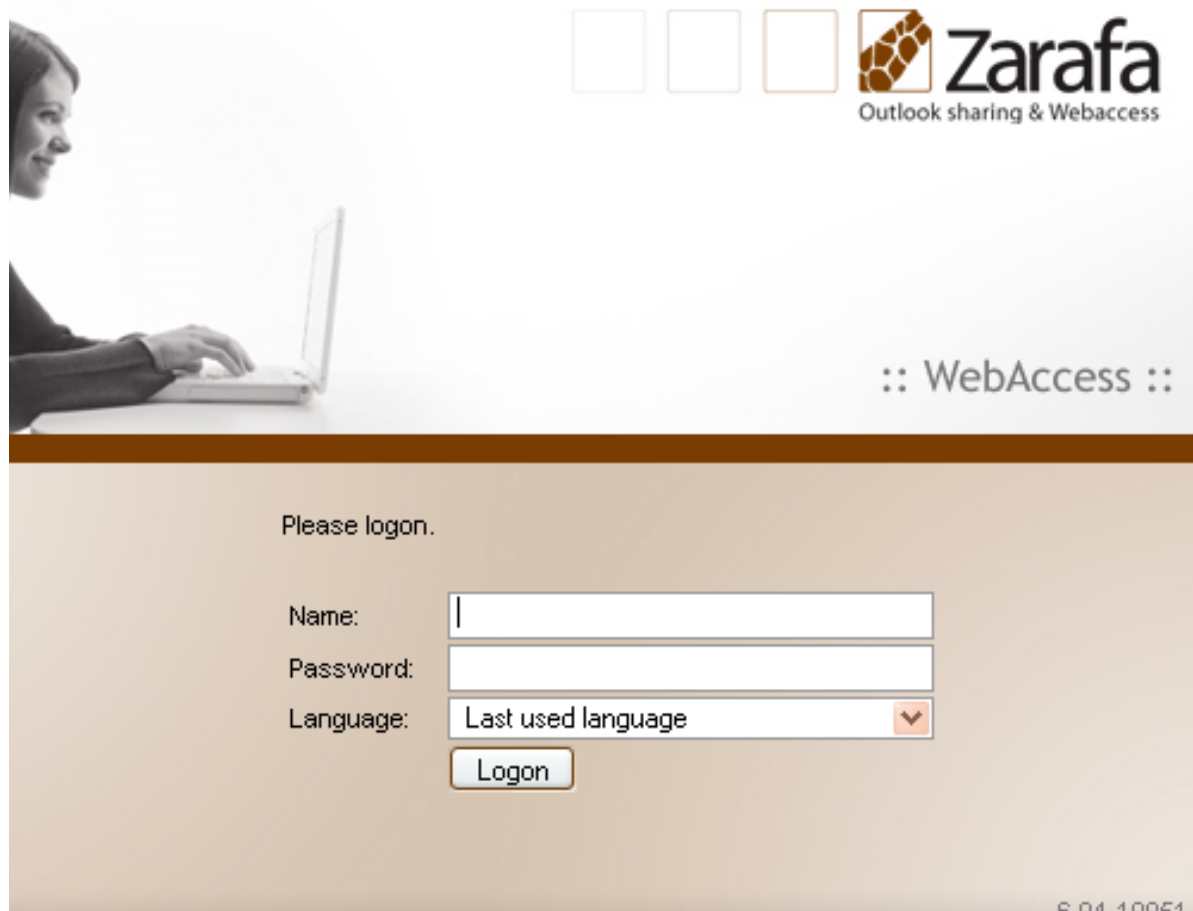 Zarafa
Outlook sharing & Webaccess
:: WebAccess ::
Please logon.
Name:
Password:
Language: Last used language
Logon